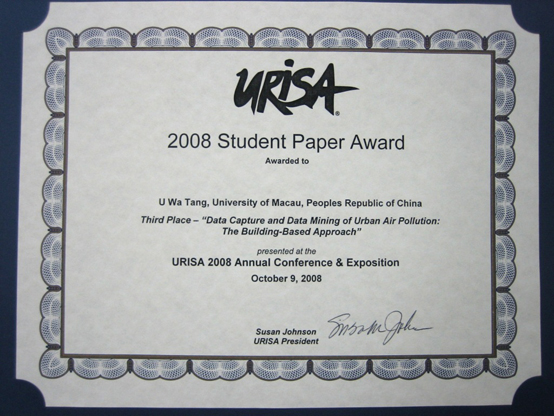 URISA®
2008 Student Paper Award
Awarded to
U Wa Tang, University of Macau, Peoples Republic of China
Third Place – “Data Capture and Data Mining of Urban Air Pollution:
The Building-Based Approach”
presented at the
URISA 2008 Annual Conference & Exposition
October 9, 2008
Susan Johnson
URISA President